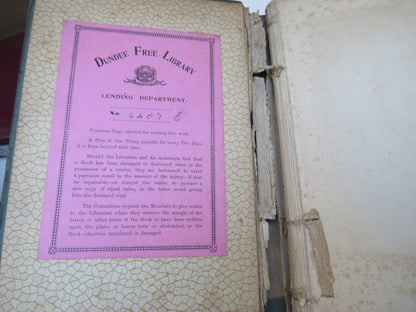 DUNDEE FREE LIBRARY
LENDING DEPARTMENT.
No. 6407 E
Fourteen Days allowed for reading this work.
A Fine of One Penny payable for every Two Days
it is kept beyond that time.
Should the Librarian and his Assistants find that
a Book has been damaged or destroyed when in the
possession of a reader, they are instructed to exact
a payment equal to the amount of the injury—if that
be repairable—or compel the reader to procure a
new copy of equal value, in the latter event giving
him the damaged copy.
The Committee request the Members to give notice
to the Librarian when they observe the margin of the
leaves or other parts of the Book to have been written
upon, the plates or leaves torn or abstracted, or the
Book otherwise mutilated or damaged.